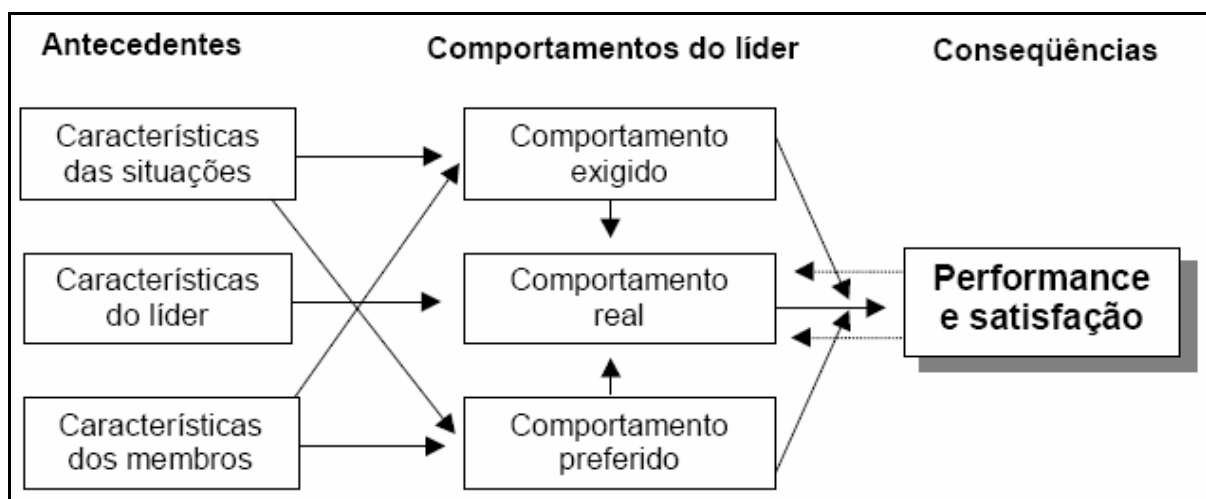 Antecedentes
Comportamentos do líder
Conseqüências
Característícas
das situações
Comportamento
exigido
Características
do líder
Comportamento
real
Performance
e satisfação
Características
dos membros
Comportamento
preferido